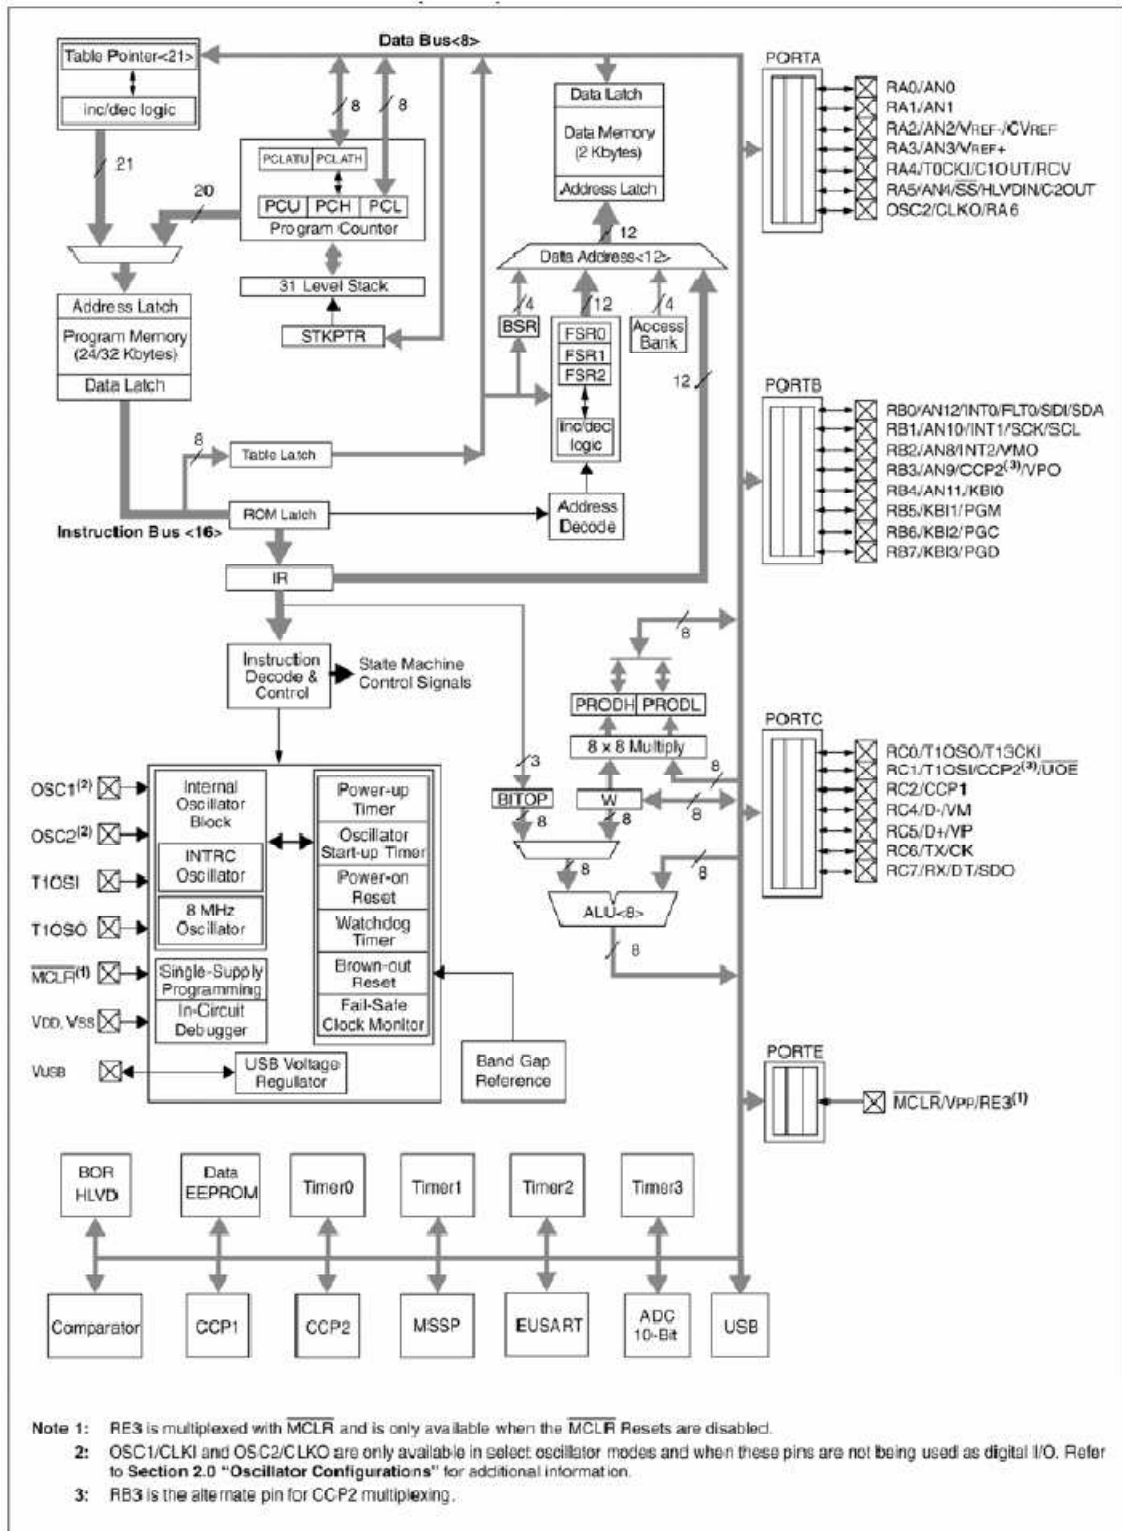 Data Bus<8>
Table Pointer<21>
inc/dec logic
21
20
8
8
PCLATU PCLATH
PCU PCH PCL
Program Counter
31 Level Stack
STKPTR
Address Latch
Program Memory
(24/32 Kbytes)
Data Latch
8
Table Latch
ROM Latch
Instruction Bus <16>
IR
Data Latch
Data Memory
(2 Kbytes)
Address Latch
12
Data Address<12>
4
12
4
BSR
FSR0
FSR1
FSR2
inc/dec
logic
Access
Bank
12
Address
Decode
Instruction
Decode &
Control
State Machine
Control Signals
8
PRODH PRODL
8 x 8 Multiply
8
3
BITOP
W
8
8
8
8
8
ALU<8>
8
OSC1(2)
OSC2(2)
T1OSI
T1OSO
MCLR(1)
VDD, VSS
VUSB
Internal
Oscillator
Block
INTRC
Oscillator
8 MHz
Oscillator
Single-Supply
Programming
In-Circuit
Debugger
USB Voltage
Regulator
Power-up
Timer
Oscillator
Start-up Timer
Power-on
Reset
Watchdog
Timer
Brown-out
Reset
Fail-Safe
Clock Monitor
Band Gap
Reference
PORTA
RA0/AN0
RA1/AN1
RA2/AN2/VREF-/CVREF
RA3/AN3/VREF+
RA4/T0CKI/C1OUT/RCV
RA5/AN4/SS/HLVDIN/C2OUT
OSC2/CLKO/RA6
PORTB
RB0/AN12/INT0/FLT0/SDI/SDA
RB1/AN10/INT1/SCK/SCL
RB2/AN8/INT2/VMO
RB3/AN9/CCP2(3)/VPO
RB4/AN11/KBI0
RB5/KBI1/PGM
RB6/KBI2/PGC
RB7/KBI3/PGD
PORTC
RC0/T1OSO/T13CKI
RC1/T1OSI/CCP2(3)/UOE
RC2/CCP1
RC4/D-/VM
RC5/D+/VP
RC6/TX/CK
RC7/RX/DT/SDO
PORTE
MCLR/VPP/RE3(1)
BOR
HLVD
Data
EEPROM
Timer0
Timer1
Timer2
Timer3
Comparator
CCP1
CCP2
MSSP
EUSART
ADC
10-Bit
USB
Note 1: RE3 is multiplexed with MCLR and is only available when the MCLR Resets are disabled.
2: OSC1/CLKI and OSC2/CLKO are only available in select oscillator modes and when these pins are not being used as digital I/O. Refer
to Section 2.0 "Oscillator Configurations" for additional information.
3: RB3 is the alternate pin for CCP2 multiplexing.